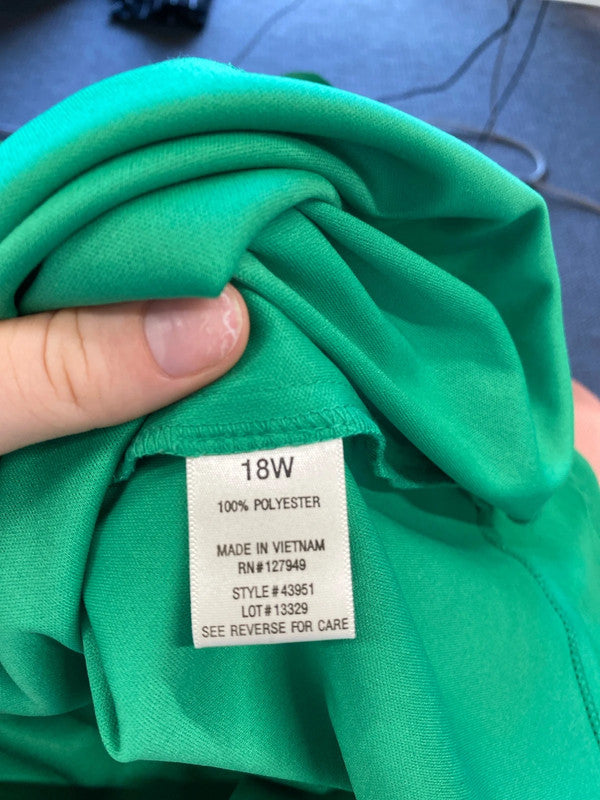 18W
100% POLYESTER
MADE IN VIETNAM
RN#127949
STYLE#43951
LOT#13329
SEE REVERSE FOR CARE